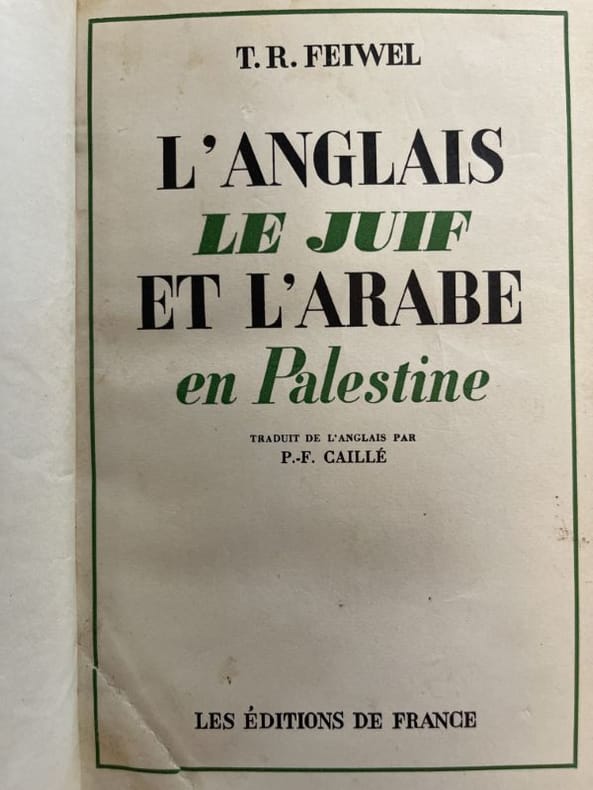 T. R. FEIWEL
L'ANGLAIS
LE JUIF
ET L'ARABE
en Palestine
TRADUIT DE L'ANGLAIS PAR
P.-F. CAILLÉ
LES ÉDITIONS DE FRANCE